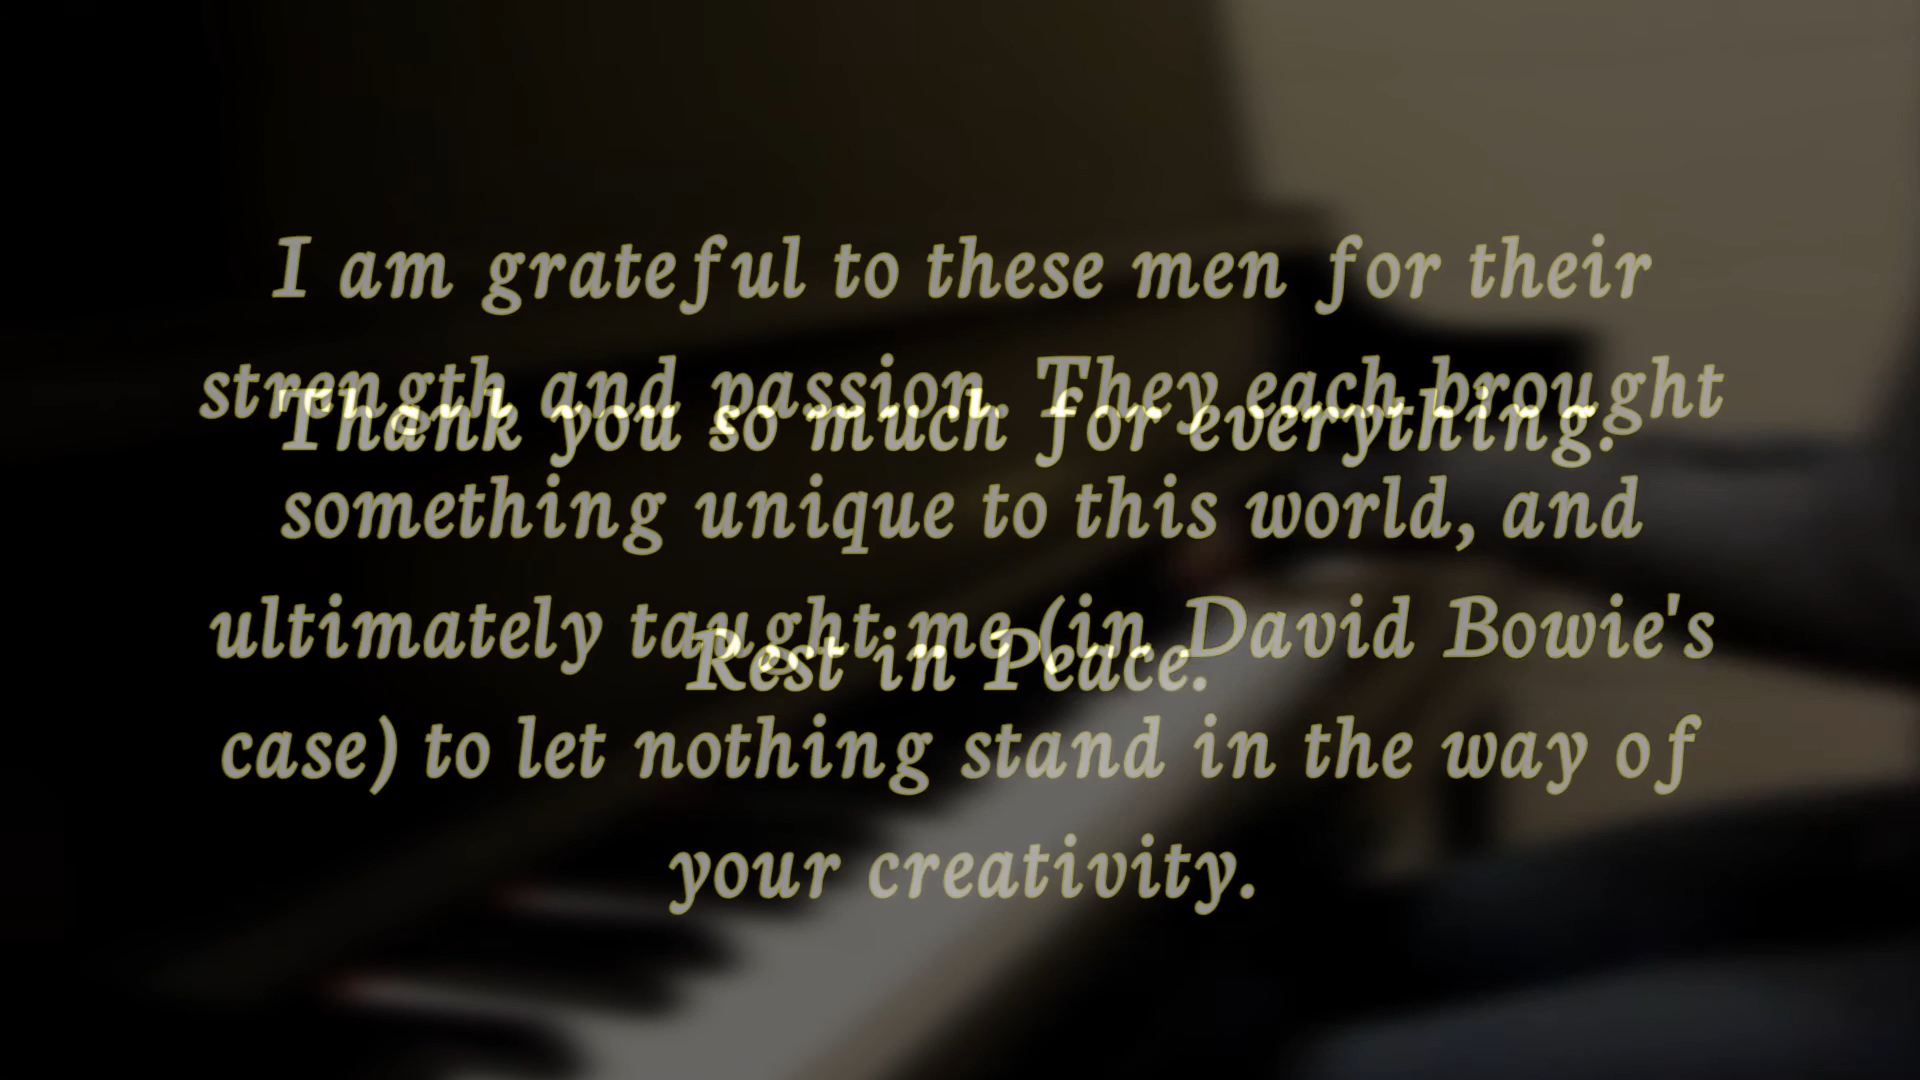 I am grateful to these men for their
strength and passion. They each brought
Thank you so much for everything.
something unique to this world, and
ultimately taught me (in David Bowie's
Rest in Peace.
case) to let nothing stand in the way of
your creativity.